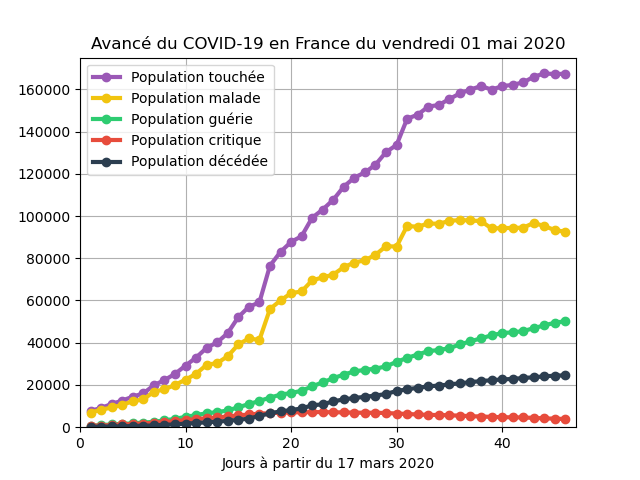 Avancé du COVID-19 en France du vendredi 01 mai 2020
Population touchée
Population malade
Population guérie
Population critique
Population décédée
160000
140000
120000
100000
80000
60000
40000
20000
0
0 10 20 30 40
Jours à partir du 17 mars 2020